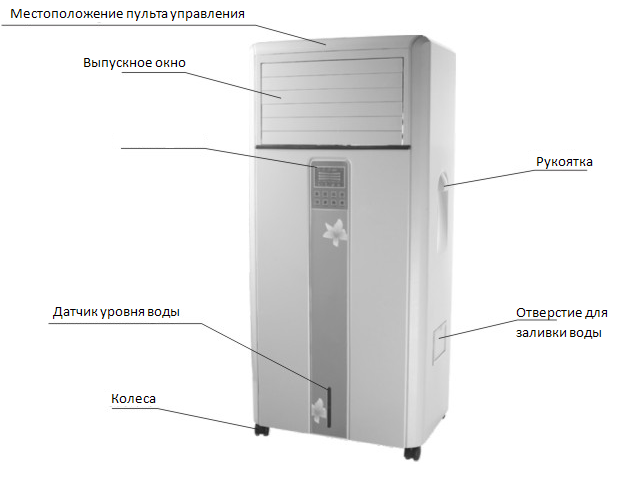 Местоположение пульта управления
Выпускное окно
Рукоятка
Датчик уровня воды
Отверстие для
заливки воды
Колеса